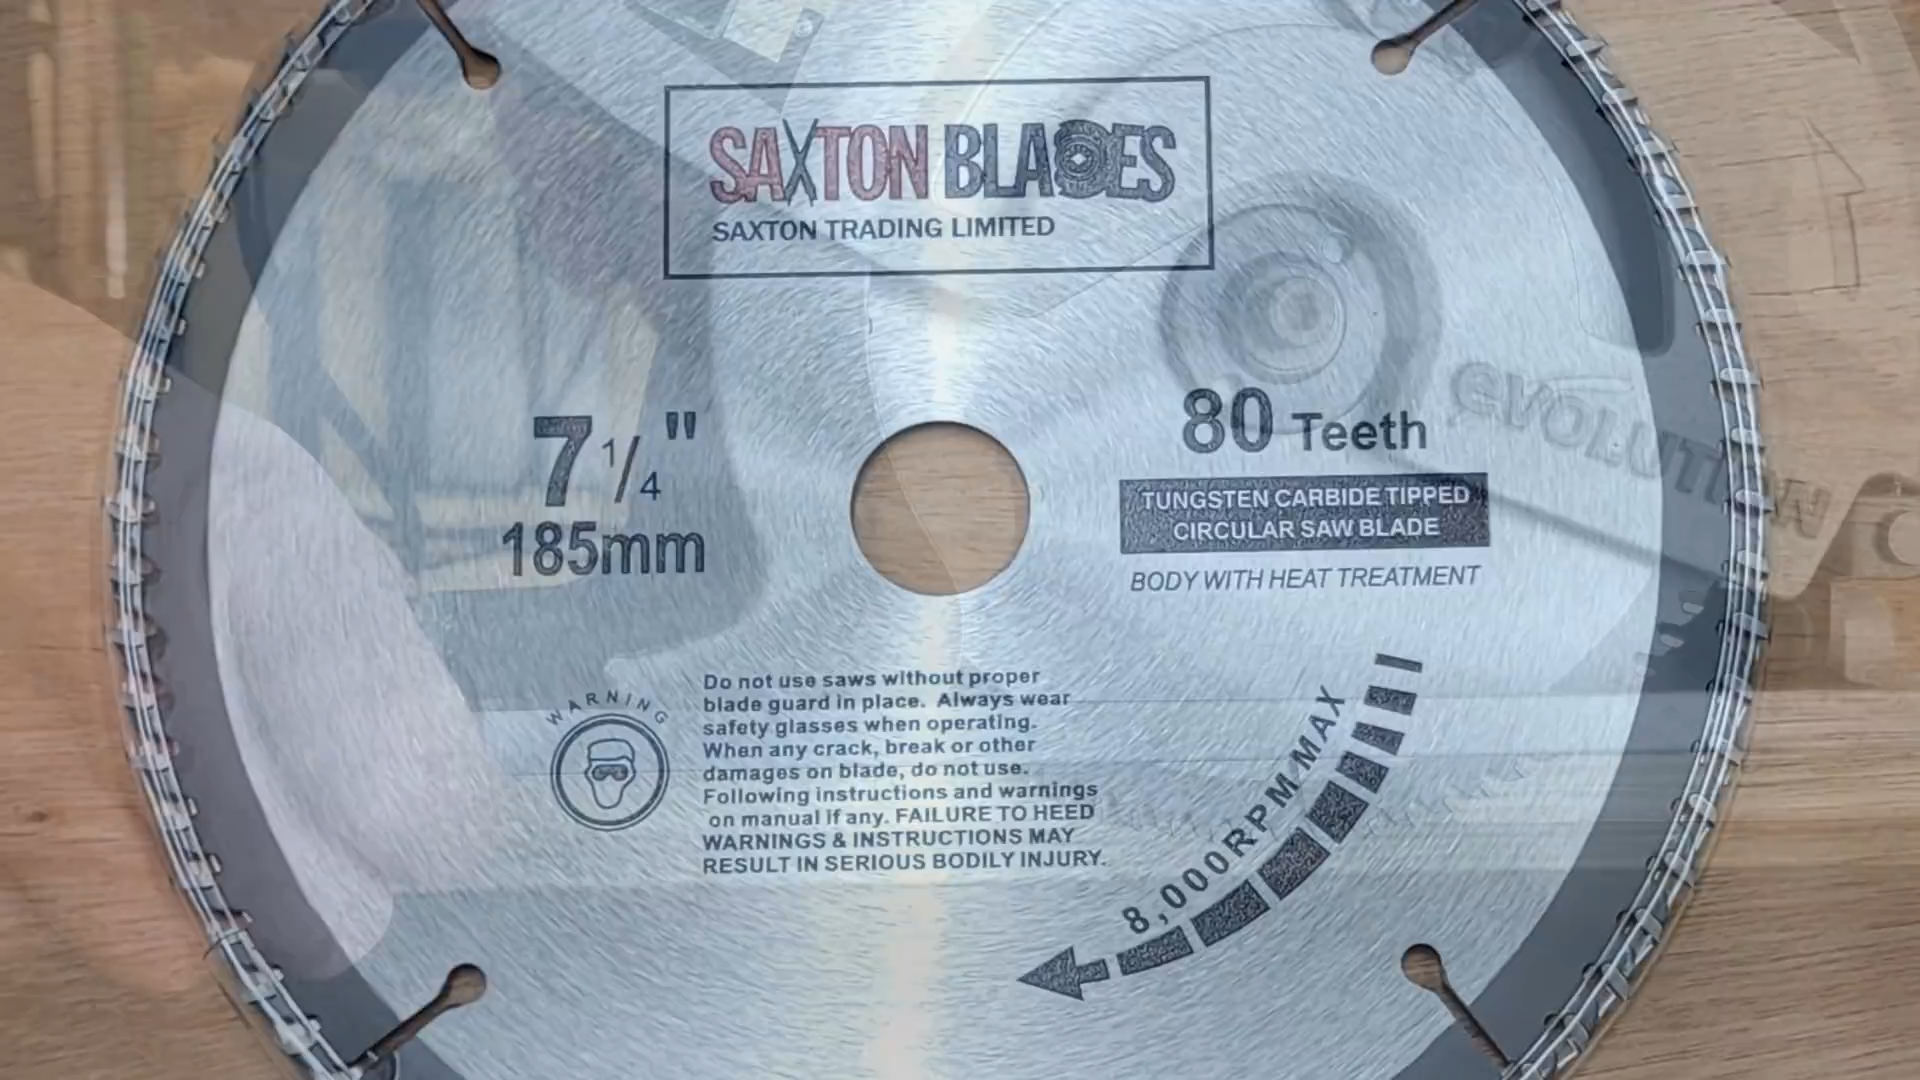 SAXTON BLADES
SAXTON TRADING LIMITED
7 1/4"
185mm
80 Teeth
TUNGSTEN CARBIDE TIPPED
CIRCULAR SAW BLADE
BODY WITH HEAT TREATMENT
evolution
WARNING
Do not use saws without proper
blade guard in place. Always wear
safety glasses when operating.
When any crack, break or other
damages on blade, do not use.
Following instructions and warnings
on manual if any. FAILURE TO HEED
WARNINGS & INSTRUCTIONS MAY
RESULT IN SERIOUS BODILY INJURY.
8,000RPM MAX